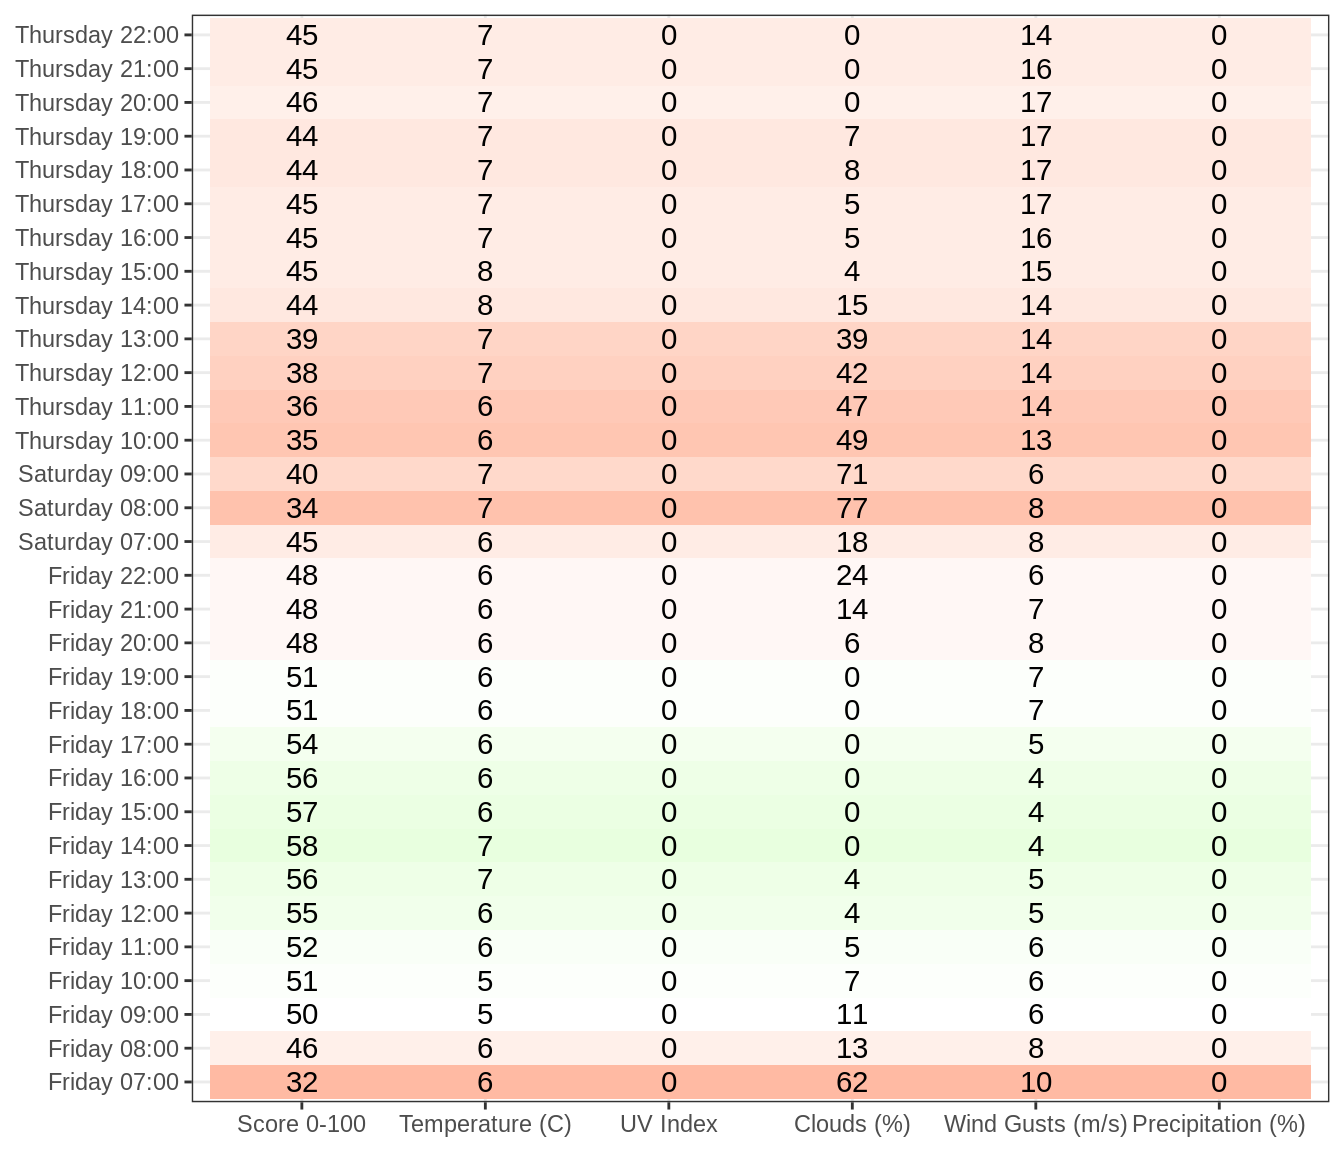 Thursday 22:00 45 7 0 0 14 0
Thursday 21:00 45 7 0 0 16 0
Thursday 20:00 46 7 0 0 17 0
Thursday 19:00 44 7 0 7 17 0
Thursday 18:00 44 7 0 8 17 0
Thursday 17:00 45 7 0 5 17 0
Thursday 16:00 45 7 0 5 16 0
Thursday 15:00 45 8 0 4 15 0
Thursday 14:00 44 8 0 15 14 0
Thursday 13:00 39 7 0 39 14 0
Thursday 12:00 38 7 0 42 14 0
Thursday 11:00 36 6 0 47 14 0
Thursday 10:00 35 6 0 49 13 0
Saturday 09:00 40 7 0 71 6 0
Saturday 08:00 34 7 0 77 8 0
Saturday 07:00 45 6 0 18 8 0
Friday 22:00 48 6 0 24 6 0
Friday 21:00 48 6 0 14 7 0
Friday 20:00 48 6 0 6 8 0
Friday 19:00 51 6 0 0 7 0
Friday 18:00 51 6 0 0 7 0
Friday 17:00 54 6 0 0 5 0
Friday 16:00 56 6 0 0 4 0
Friday 15:00 57 6 0 0 4 0
Friday 14:00 58 7 0 0 4 0
Friday 13:00 56 7 0 4 5 0
Friday 12:00 55 6 0 4 5 0
Friday 11:00 52 6 0 5 6 0
Friday 10:00 51 5 0 7 6 0
Friday 09:00 50 5 0 11 6 0
Friday 08:00 46 6 0 13 8 0
Friday 07:00 32 6 0 62 10 0
Score 0-100 Temperature (C) UV Index Clouds (%) Wind Gusts (m/s) Precipitation (%)